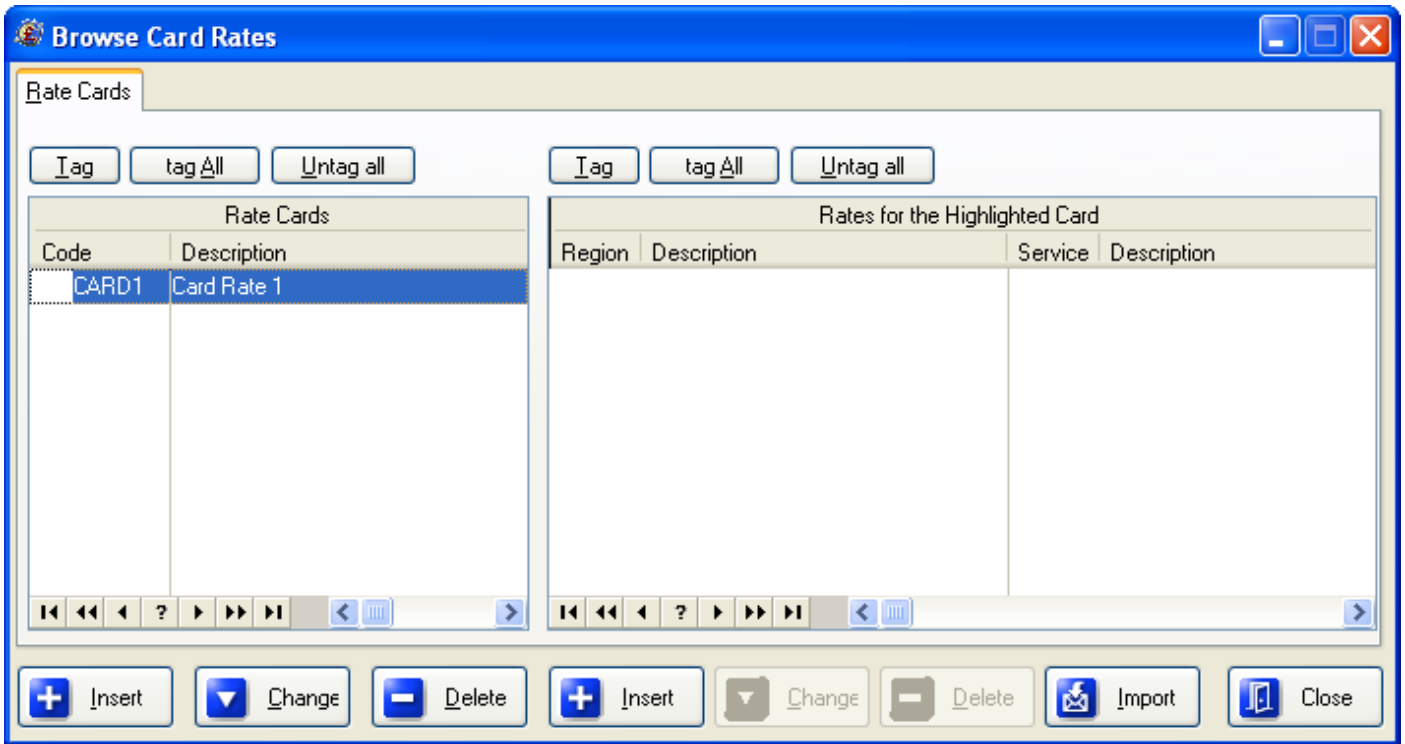 Browse Card Rates
Rate Cards
Tag tag All Untag all Tag tag All Untag all
Rate Cards Rates for the Highlighted Card
Code Description Region Description Service Description
CARD1 Card Rate 1
? ?
Insert Change Delete Insert Change Delete Import Close